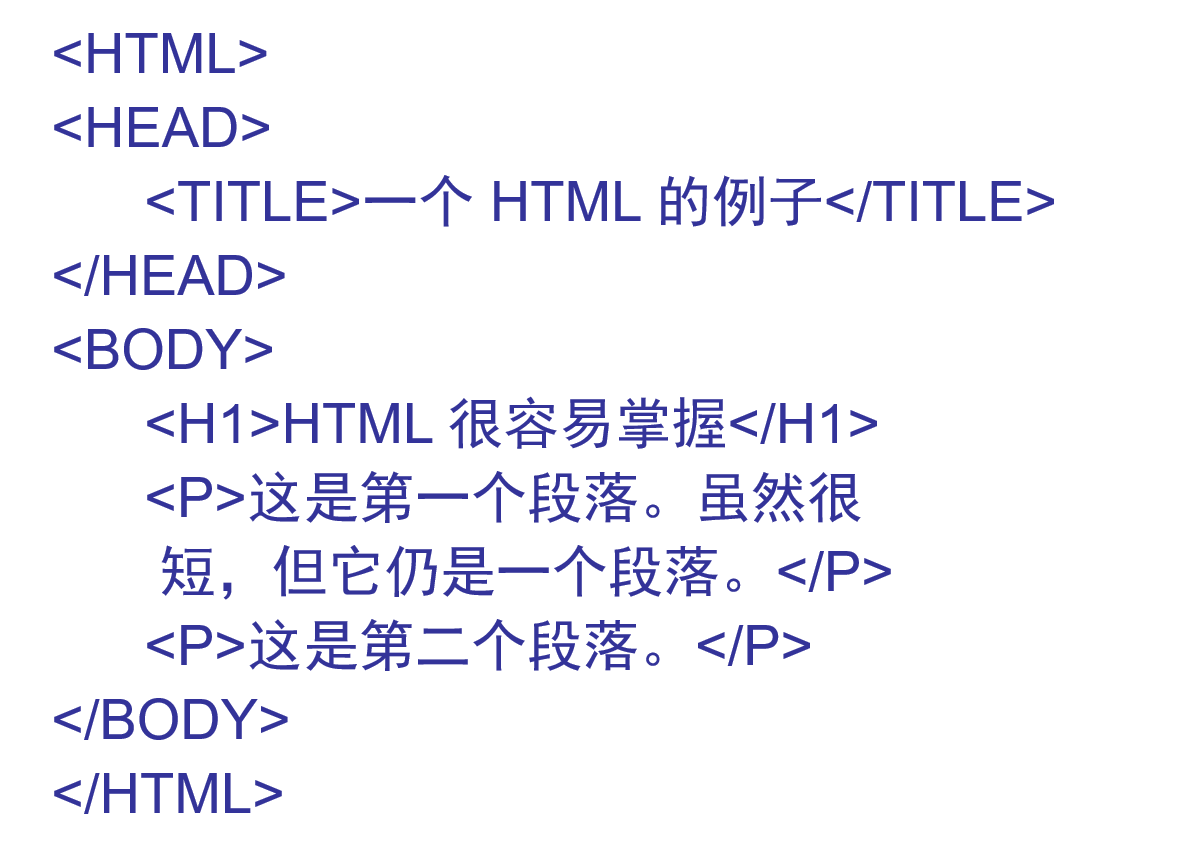 <HTML>
<HEAD>
<TITLE>一个 HTML 的例子</TITLE>
</HEAD>
<BODY>
<H1>HTML 很容易掌握</H1>
<P>这是第一个段落。虽然很
短，但它仍是一个段落。</P>
<P>这是第二个段落。</P>
</BODY>
</HTML>